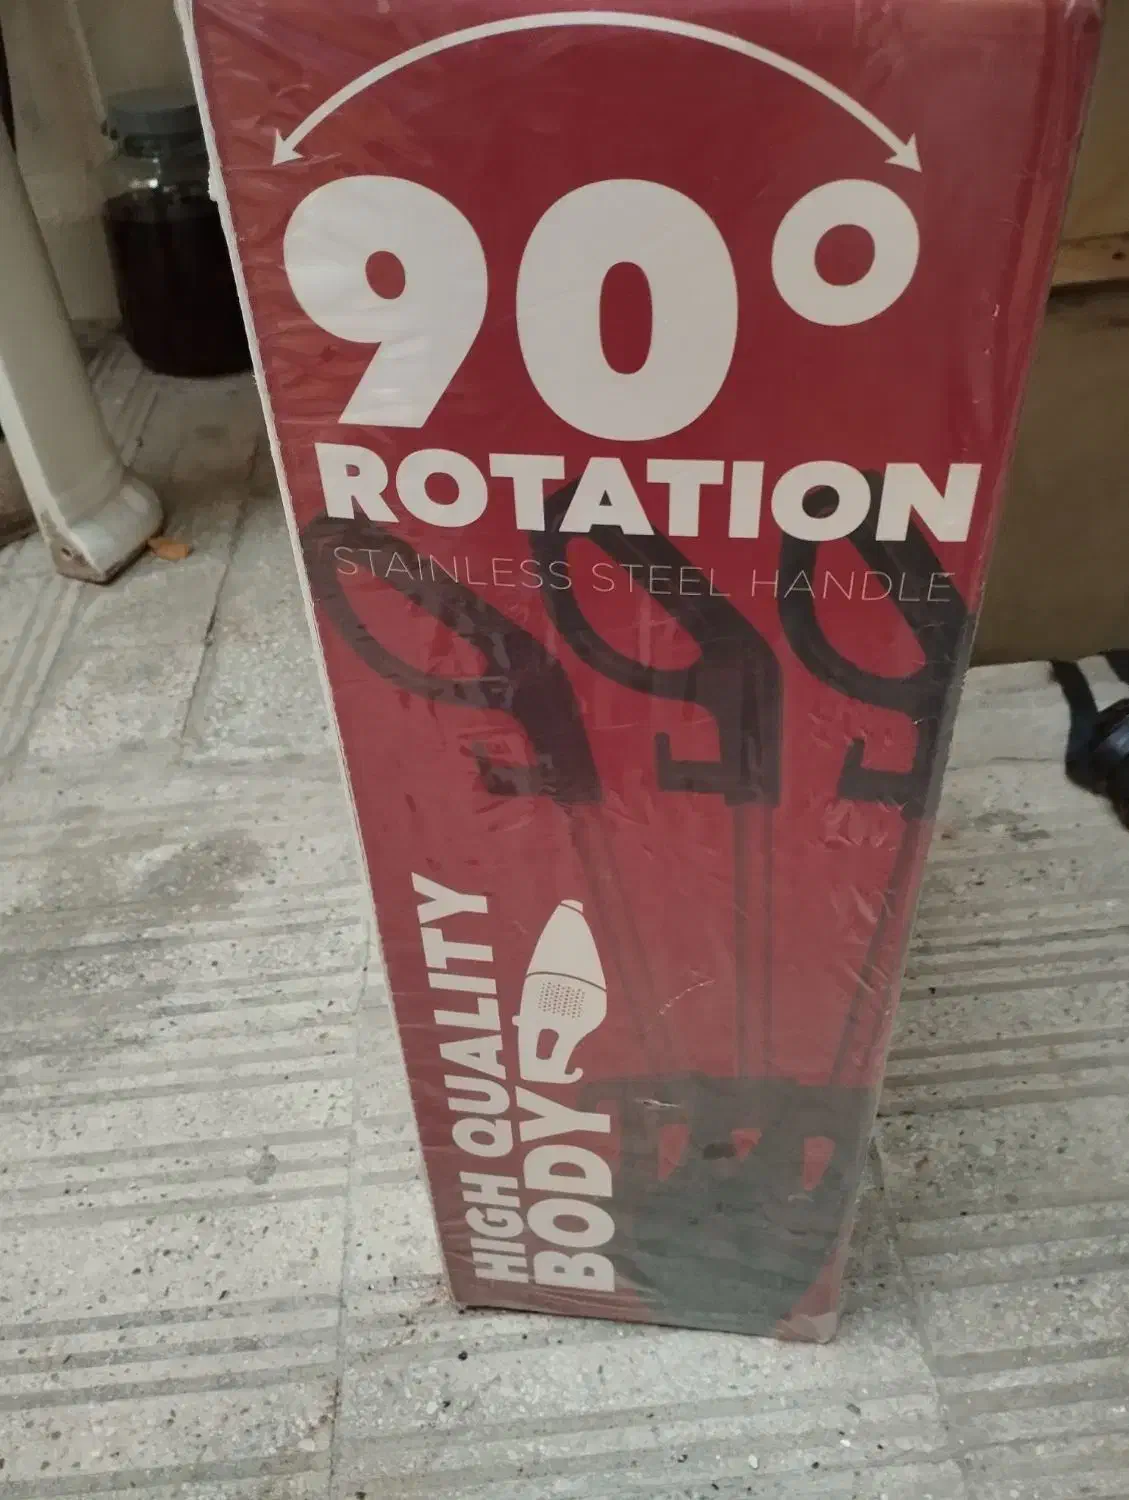 90°
ROTATION
STAINLESS STEEL HANDLE
HIGH QUALITY
BODY